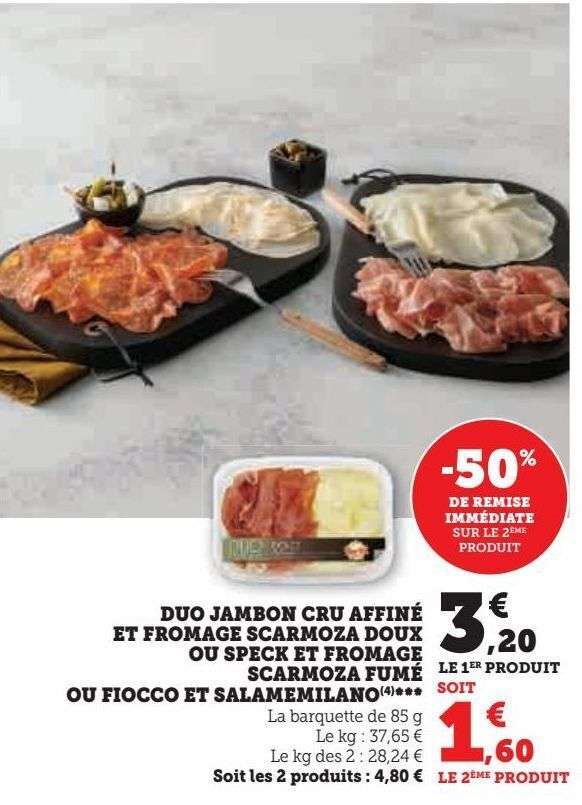 -50%
DE REMISE
IMMÉDIATE
SUR LE 2ÈME
PRODUIT
DUO JAMBON CRU AFFINÉ
ET FROMAGE SCARMOZA DOUX
OU SPECK ET FROMAGE
SCARMOZA FUMÉ
OU FIOCCO ET SALAMEMILANO(4)***
La barquette de 85 g
Le kg : 37,65 €
Le kg des 2 : 28,24 €
Soit les 2 produits : 4,80 €
3€,20
LE 1ER PRODUIT
SOIT
1€,60
LE 2ÈME PRODUIT